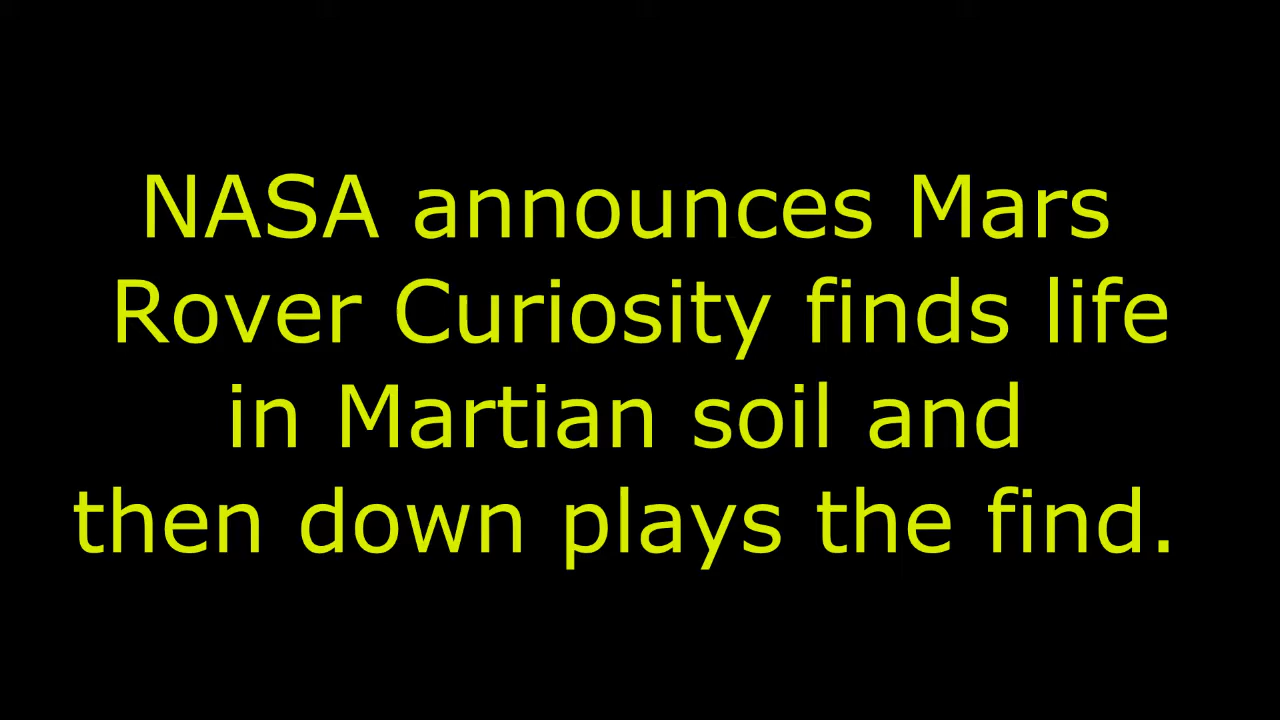 NASA announces Mars
Rover Curiosity finds life
in Martian soil and
then down plays the find.